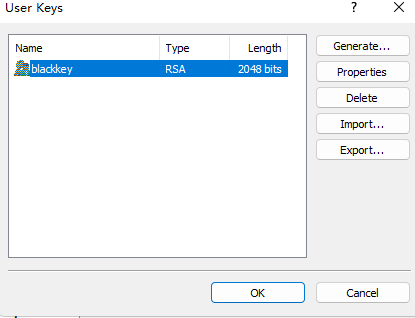 User Keys
Name Type Length
blackkey RSA 2048 bits
Generate...
Properties
Delete
Import...
Export...
OK Cancel